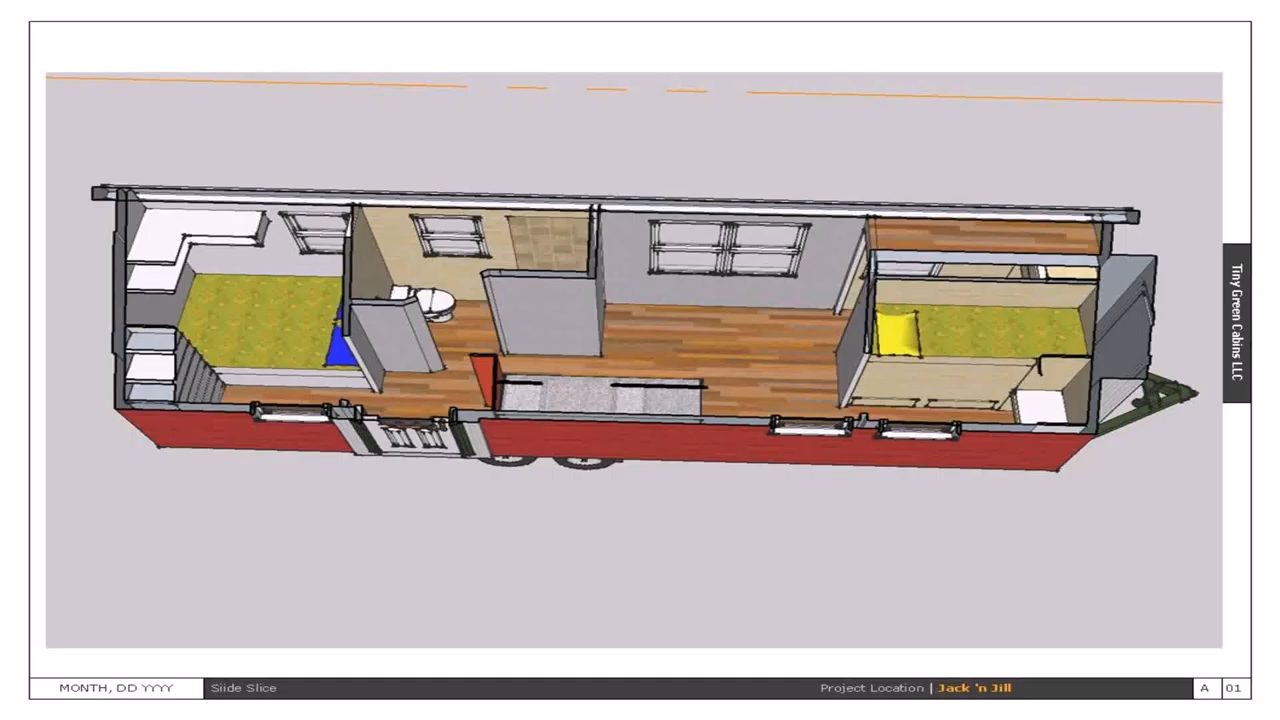 Tiny Green Cabins LLC
MONTH, DD YYYY
Siide Slice
Project Location | Jack 'n Jill
A 01